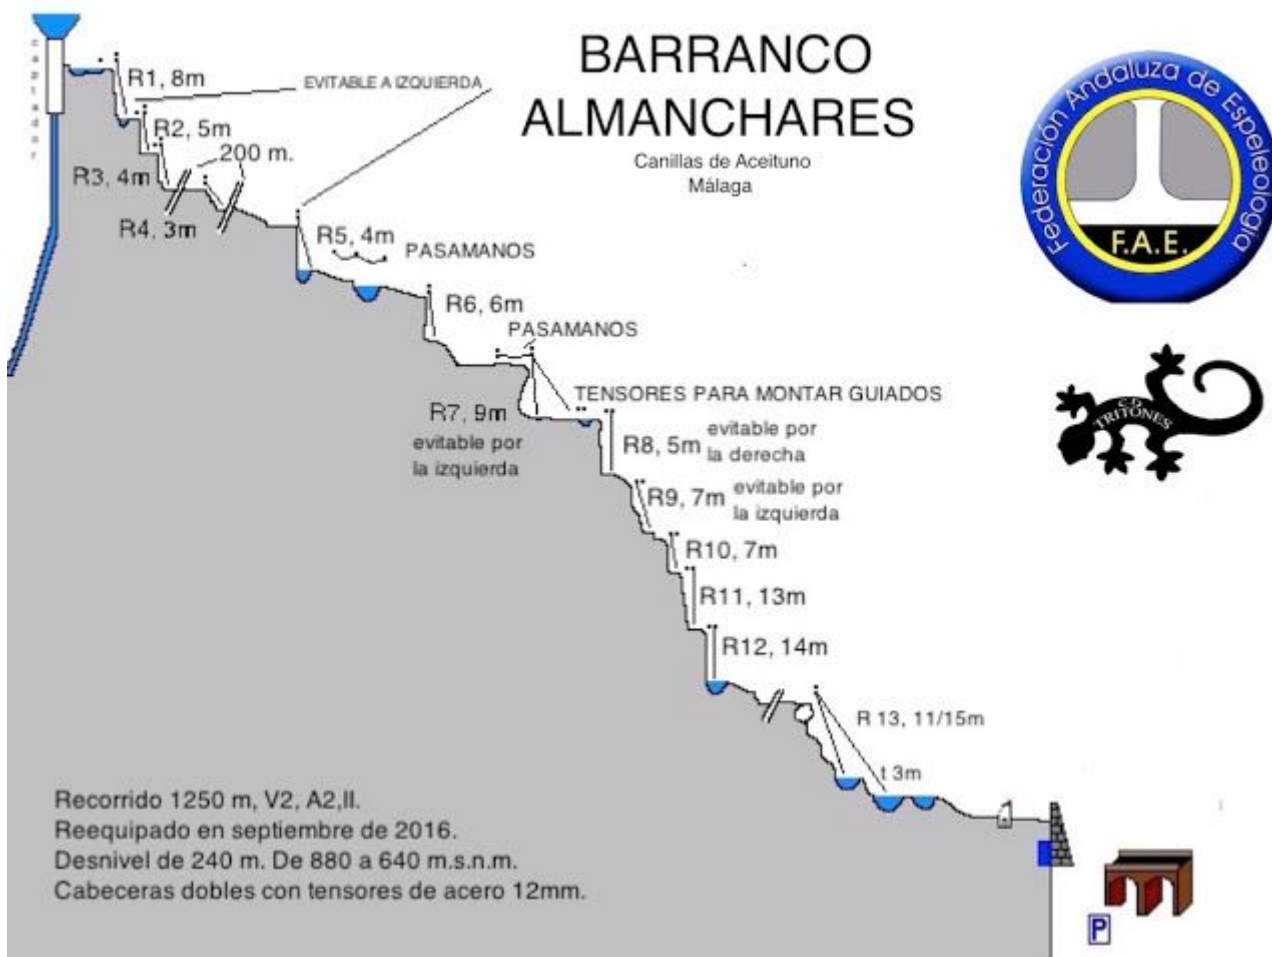 BARRANCO
ALMANCHARES
Canillas de Aceituno
Málaga
Federación Andaluza de Espeleología
F.A.E.
C.D.
TRITONES
captador
R1, 8m
EVITABLE A IZQUIERDA
R2, 5m
200 m.
R3, 4m
R4, 3m
R5, 4m
PASAMANOS
R6, 6m
PASAMANOS
TENSORES PARA MONTAR GUIADOS
R7, 9m
evitable por
la izquierda
R8, 5m
evitable por
la derecha
R9, 7m
evitable por
la izquierda
R10, 7m
R11, 13m
R12, 14m
R 13, 11/15m
t 3m
Recorrido 1250 m, V2, A2,II.
Reequipado en septiembre de 2016.
Desnivel de 240 m. De 880 a 640 m.s.n.m.
Cabeceras dobles con tensores de acero 12mm.
P